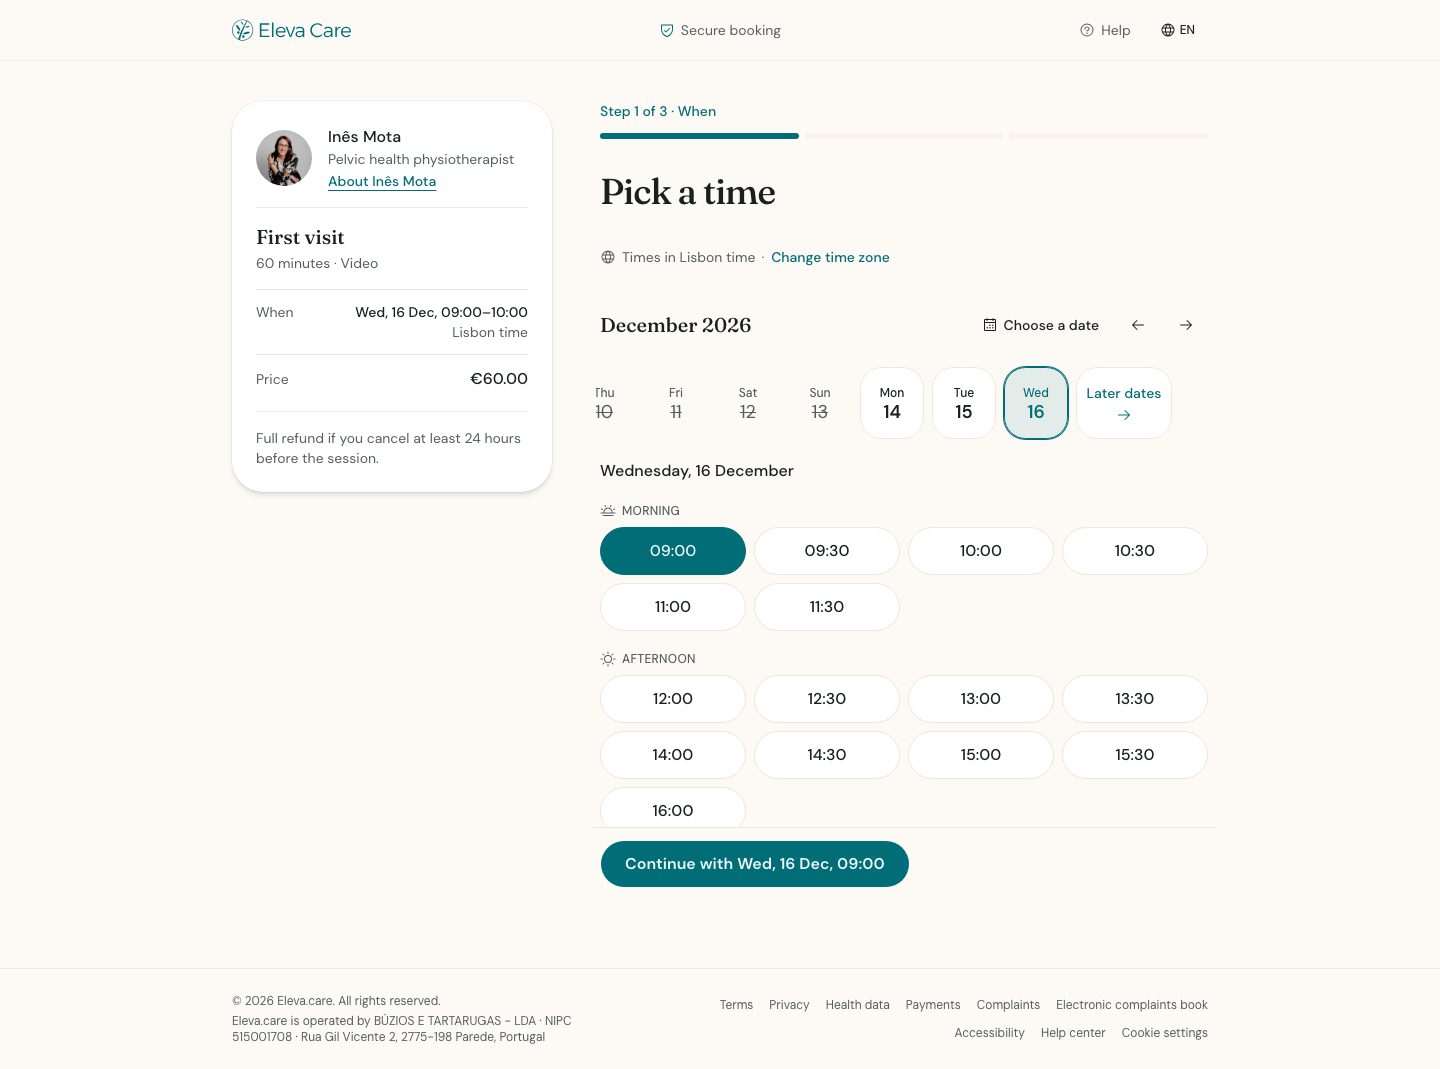 Eleva Care
Secure booking
Help
EN
Inês Mota
Pelvic health physiotherapist
About Inês Mota
First visit
60 minutes · Video
When
Wed, 16 Dec, 09:00–10:00
Lisbon time
Price
€60.00
Full refund if you cancel at least 24 hours
before the session.
Step 1 of 3 · When
Pick a time
Times in Lisbon time · Change time zone
December 2026
Choose a date
Thu Fri Sat Sun Mon Tue Wed Later dates
10 11 12 13 14 15 16
Wednesday, 16 December
MORNING
09:00 09:30 10:00 10:30
11:00 11:30
AFTERNOON
12:00 12:30 13:00 13:30
14:00 14:30 15:00 15:30
16:00
Continue with Wed, 16 Dec, 09:00
© 2026 Eleva.care. All rights reserved.
Eleva.care is operated by BÚZIOS E TARTARUGAS - LDA · NIPC
515001708 · Rua Gil Vicente 2, 2775-198 Parede, Portugal
Terms Privacy Health data Payments Complaints Electronic complaints book
Accessibility Help center Cookie settings